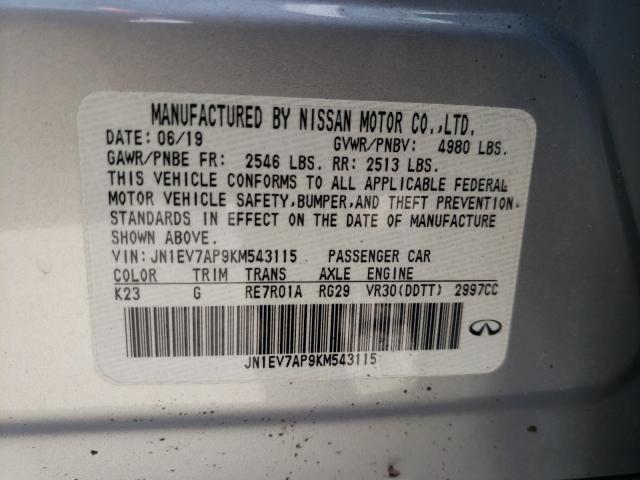 MANUFACTURED BY NISSAN MOTOR CO.,LTD.
DATE: 06/19 GVWR/PNBV: 4980 LBS.
GAWR/PNBE FR: 2546 LBS. RR: 2513 LBS.
THIS VEHICLE CONFORMS TO ALL APPLICABLE FEDERAL
MOTOR VEHICLE SAFETY, BUMPER, AND THEFT PREVENTION
STANDARDS IN EFFECT ON THE DATE OF MANUFACTURE
SHOWN ABOVE.
VIN: JN1EV7AP9KM543115 PASSENGER CAR
COLOR TRIM TRANS AXLE ENGINE
K23 G RE7R01A RG29 VR30(DDTT) 2997CC
JN1EV7AP9KM543115